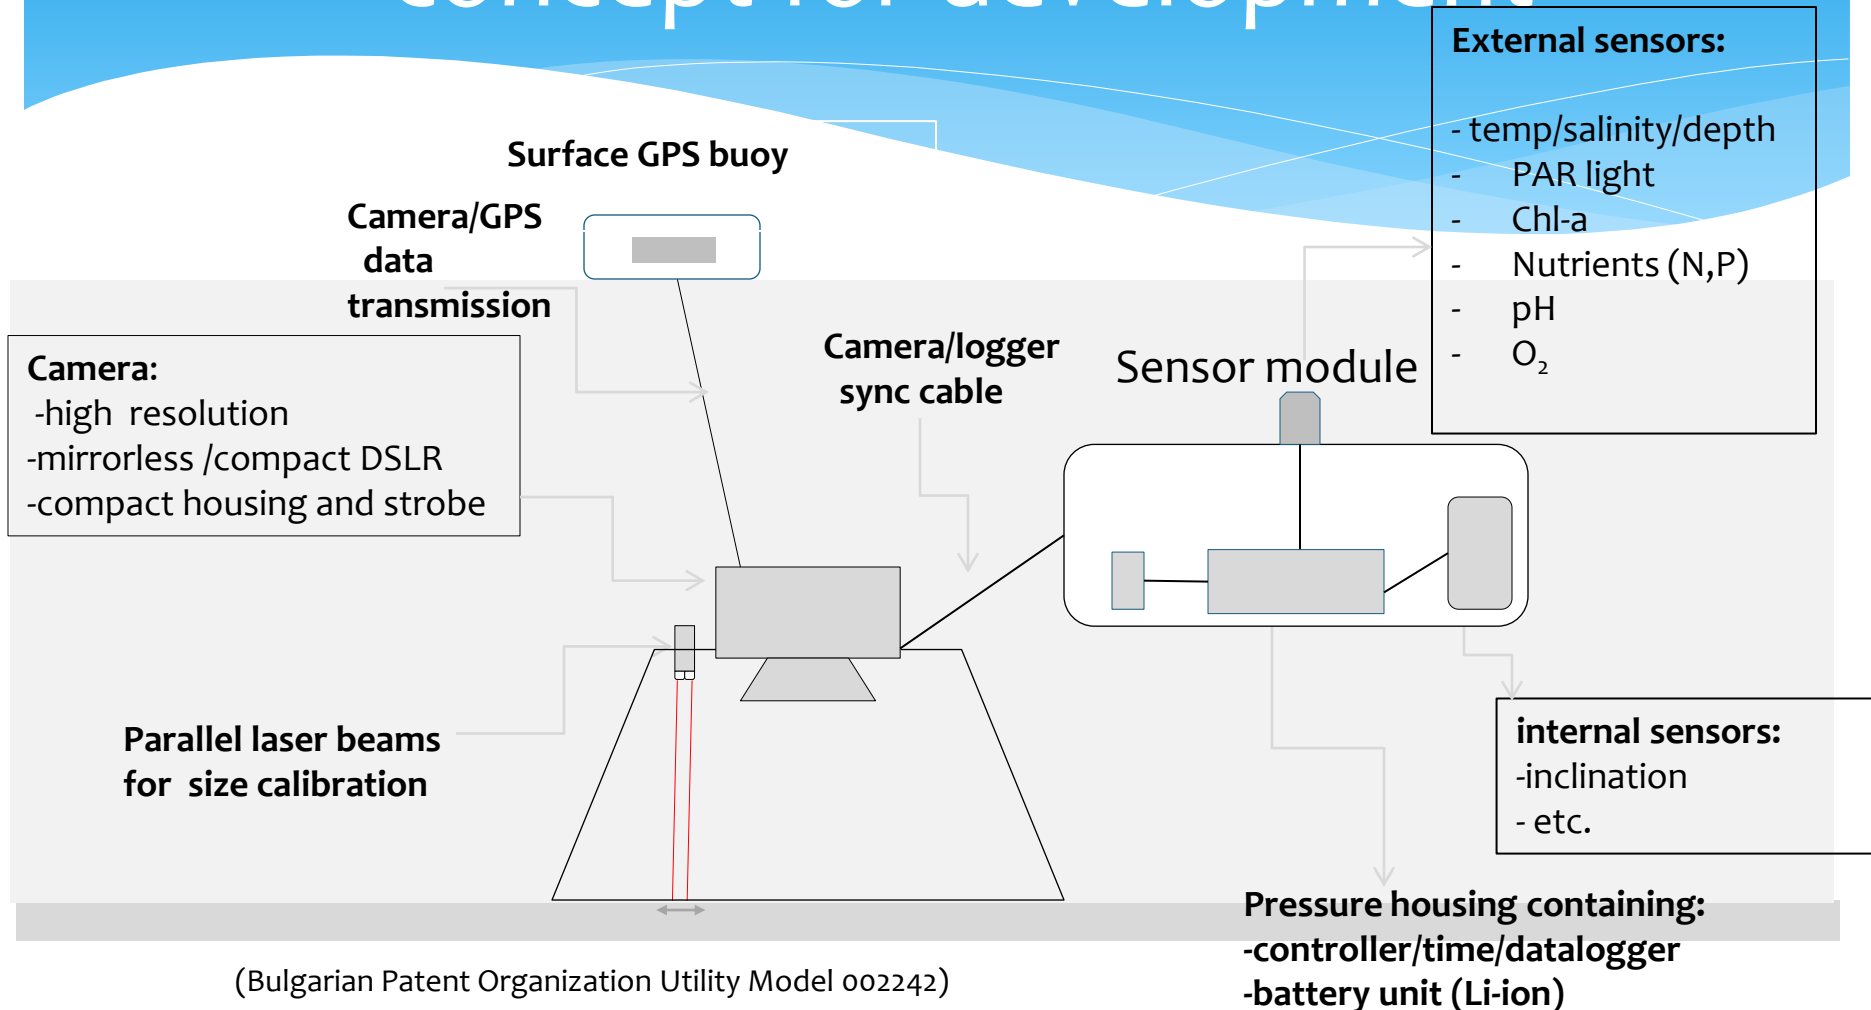 concept for development
External sensors:
- temp/salinity/depth
- PAR light
- Chl-a
- Nutrients (N,P)
- pH
- O₂
Surface GPS buoy
Camera/GPS
data
transmission
Camera:
-high resolution
-mirrorless /compact DSLR
-compact housing and strobe
Camera/logger
sync cable
Sensor module
Parallel laser beams
for size calibration
internal sensors:
-inclination
- etc.
Pressure housing containing:
-controller/time/datalogger
-battery unit (Li-ion)
(Bulgarian Patent Organization Utility Model 002242)